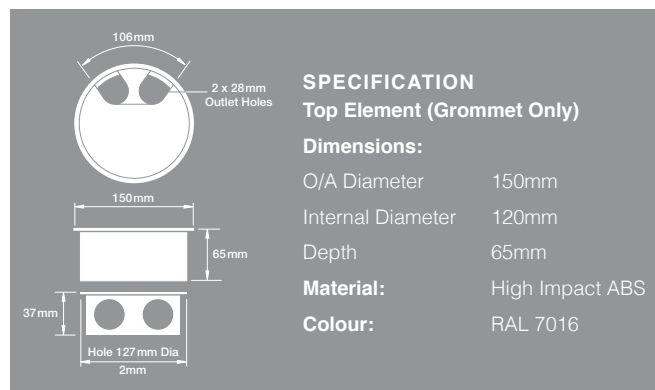 106mm
2 x 28mm
Outlet Holes
150mm
65mm
37mm
Hole 127mm Dia
2mm
SPECIFICATION
Top Element (Grommet Only)
Dimensions:
O/A Diameter 150mm
Internal Diameter 120mm
Depth 65mm
Material: High Impact ABS
Colour: RAL 7016